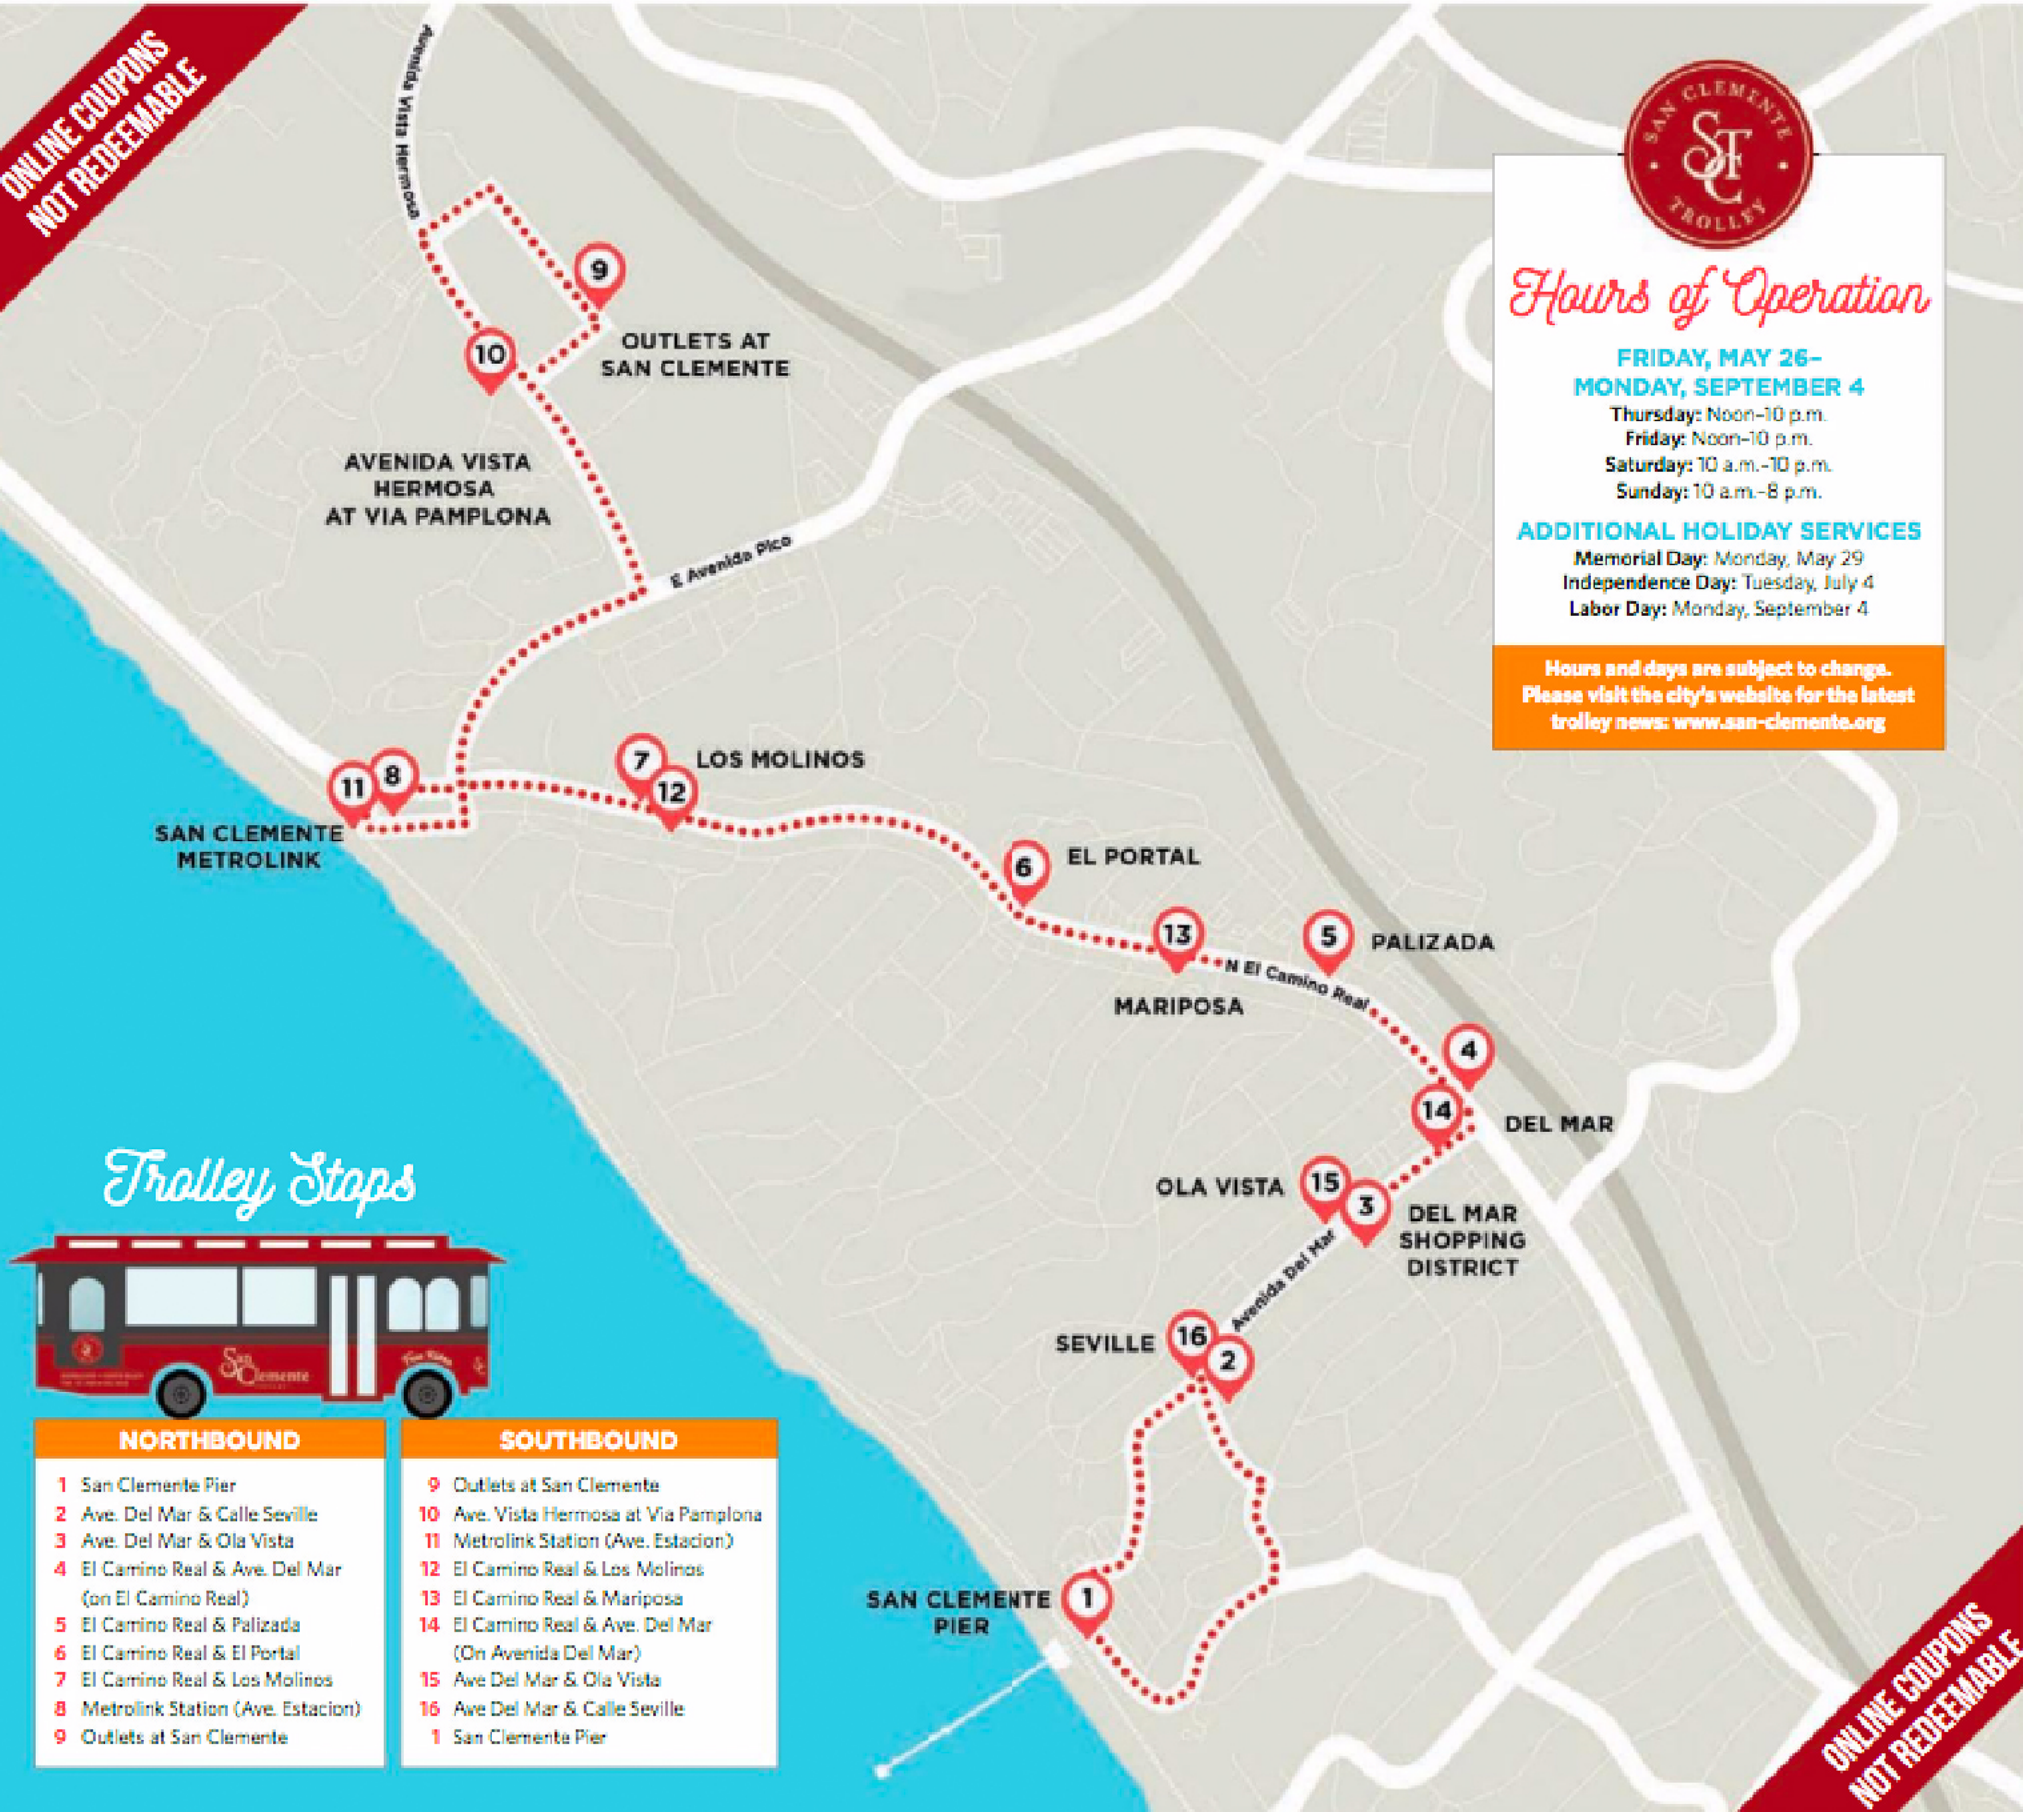 ONLINE COUPONS
NOT REDEEMABLE
Avenida Vista Hermosa
9
OUTLETS AT
SAN CLEMENTE
10
AVENIDA VISTA
HERMOSA
AT VIA PAMPLONA
E Avenida Pico
SAN CLEMENTE
STC
TROLLEY
Hours of Operation
FRIDAY, MAY 26–
MONDAY, SEPTEMBER 4
Thursday: Noon–10 p.m.
Friday: Noon–10 p.m.
Saturday: 10 a.m.–10 p.m.
Sunday: 10 a.m.–8 p.m.
ADDITIONAL HOLIDAY SERVICES
Memorial Day: Monday, May 29
Independence Day: Tuesday, July 4
Labor Day: Monday, September 4
Hours and days are subject to change.
Please visit the city's website for the latest
trolley news: www.san-clemente.org
11
8
SAN CLEMENTE
METROLINK
7
LOS MOLINOS
12
6
EL PORTAL
13
MARIPOSA
5
PALIZADA
N El Camino Real
4
14
DEL MAR
OLA VISTA
15
3
DEL MAR
SHOPPING
DISTRICT
Avenida Del Mar
SEVILLE
16
2
SAN CLEMENTE
PIER
1
Trolley Stops
San
Clemente
Free Rides
NORTHBOUND
1 San Clemente Pier
2 Ave. Del Mar & Calle Seville
3 Ave. Del Mar & Ola Vista
4 El Camino Real & Ave. Del Mar
(on El Camino Real)
5 El Camino Real & Palizada
6 El Camino Real & El Portal
7 El Camino Real & Los Molinos
8 Metrolink Station (Ave. Estacion)
9 Outlets at San Clemente
SOUTHBOUND
9 Outlets at San Clemente
10 Ave. Vista Hermosa at Via Pamplona
11 Metrolink Station (Ave. Estacion)
12 El Camino Real & Los Molinos
13 El Camino Real & Mariposa
14 El Camino Real & Ave. Del Mar
(On Avenida Del Mar)
15 Ave Del Mar & Ola Vista
16 Ave Del Mar & Calle Seville
1 San Clemente Pier
ONLINE COUPONS
NOT REDEEMABLE